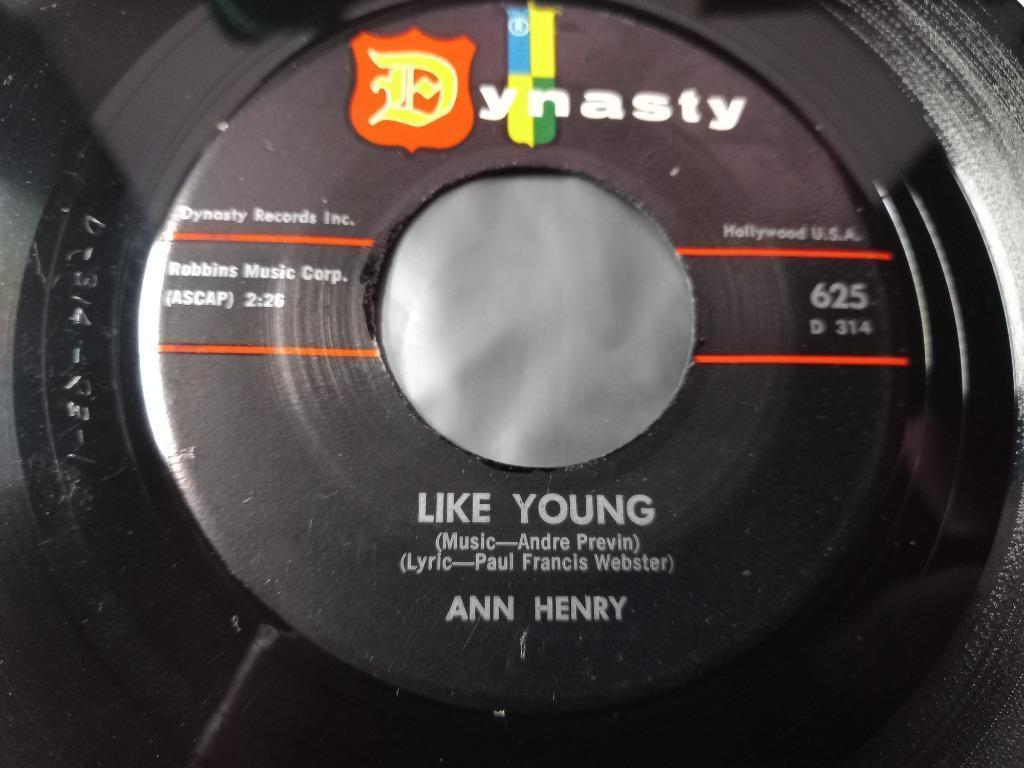 ®
Dynasty
Dynasty Records Inc.
Hollywood U.S.A.
Robbins Music Corp.
(ASCAP) 2:26
625
D 314
LIKE YOUNG
(Music—Andre Previn)
(Lyric—Paul Francis Webster)
ANN HENRY